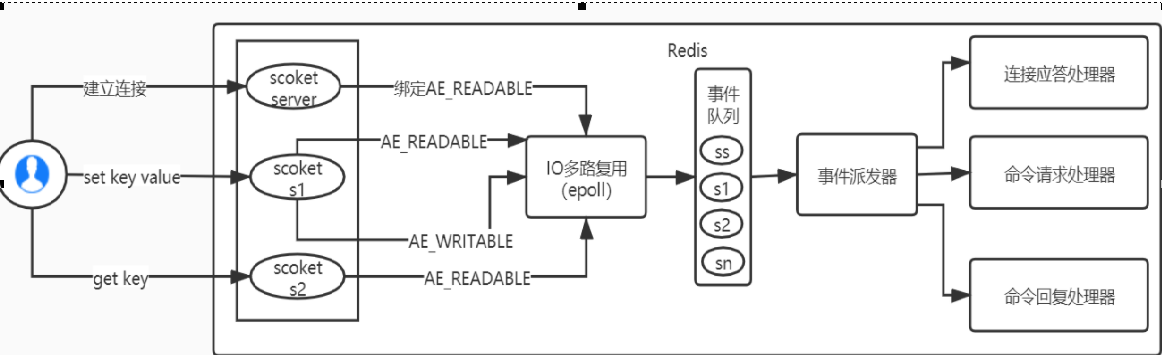 Redis
建立连接
scoket
server
绑定AE_READABLE
set key value
scoket
s1
AE_READABLE
AE_WRITABLE
get key
scoket
s2
AE_READABLE
IO多路复用
(epoll)
事件
队列
ss
s1
s2
sn
事件派发器
连接应答处理器
命令请求处理器
命令回复处理器